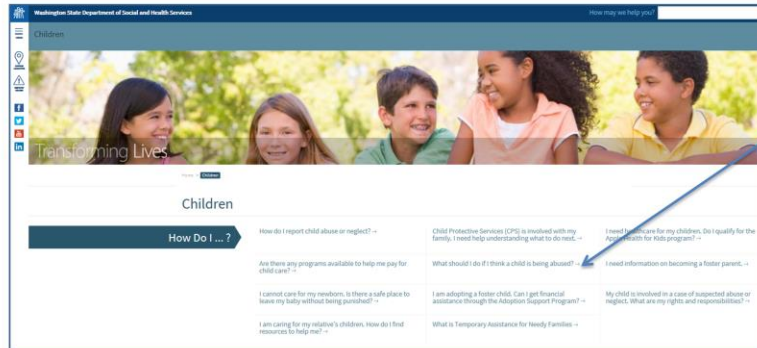 Washington State Department of Social and Health Services
How may we help you?
Children
Transforming Lives
Home > Children
Children
How Do I ... ?
How do I report child abuse or neglect? →
Child Protective Services (CPS) is involved with my
family. I need help understanding what to do next. →
I need healthcare for my children. Do I qualify for the
Apple Health for Kids program? →
Are there any programs available to help me pay for
child care? →
What should I do if I think a child is being abused? →
I need information on becoming a foster parent. →
I cannot care for my newborn. Is there a safe place to
leave my baby without being punished? →
I am adopting a foster child. Can I get financial
assistance through the Adoption Support Program? →
My child is involved in a case of suspected abuse or
neglect. What are my rights and responsibilities? →
I am caring for my relative's children. How do I find
resources to help me? →
What is Temporary Assistance for Needy Families →